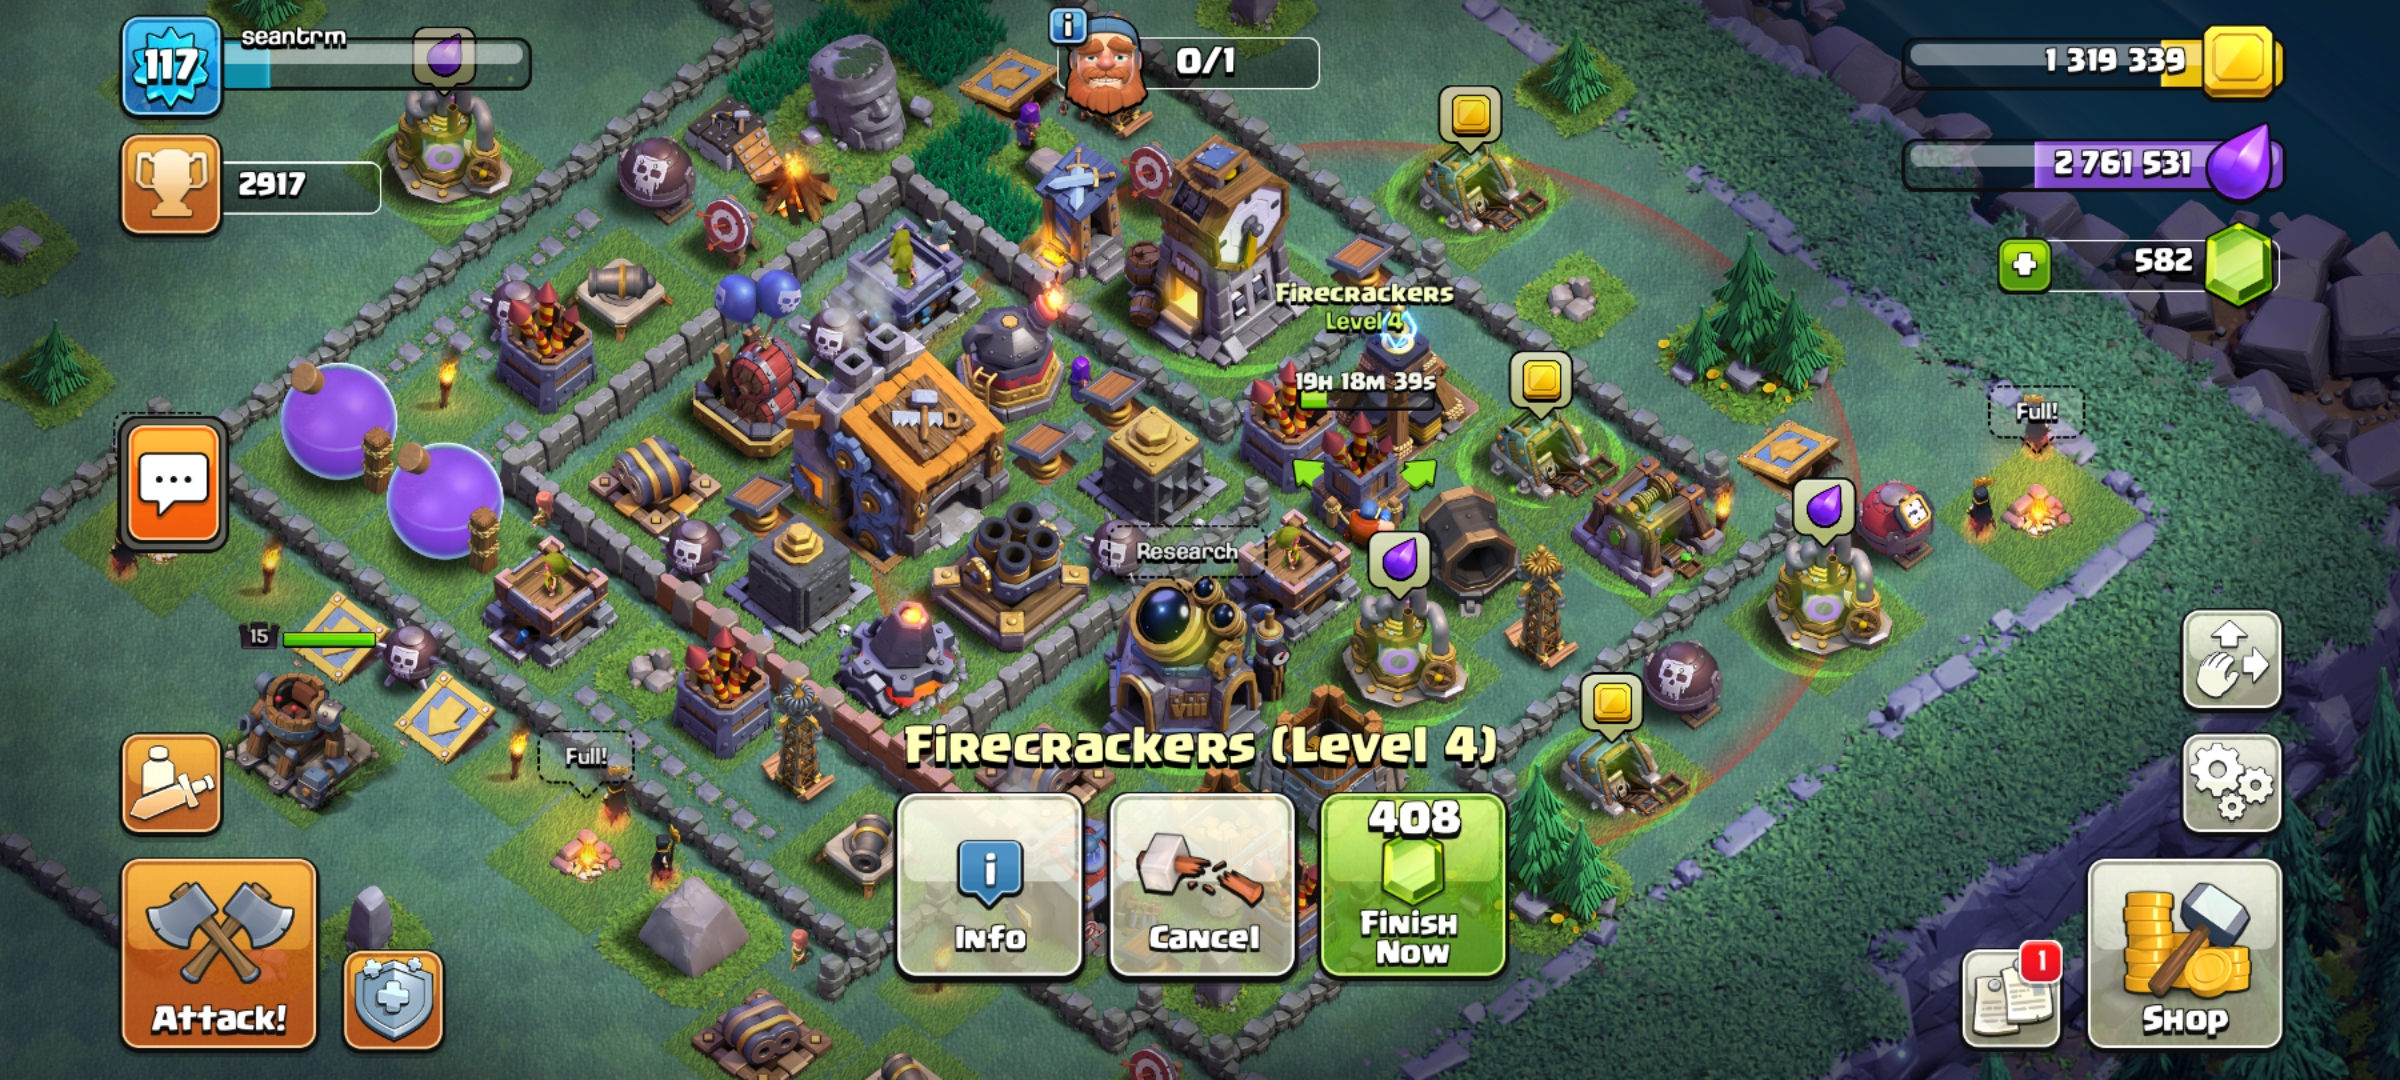 117
seantrm
0/1
1 319 339
2917
2 761 531
582
Firecrackers
Level 4
19H 18M 39S
Full!
Research
15
VIII
Full!
Firecrackers (Level 4)
Info
Cancel
408
Finish
Now
Attack!
1
Shop